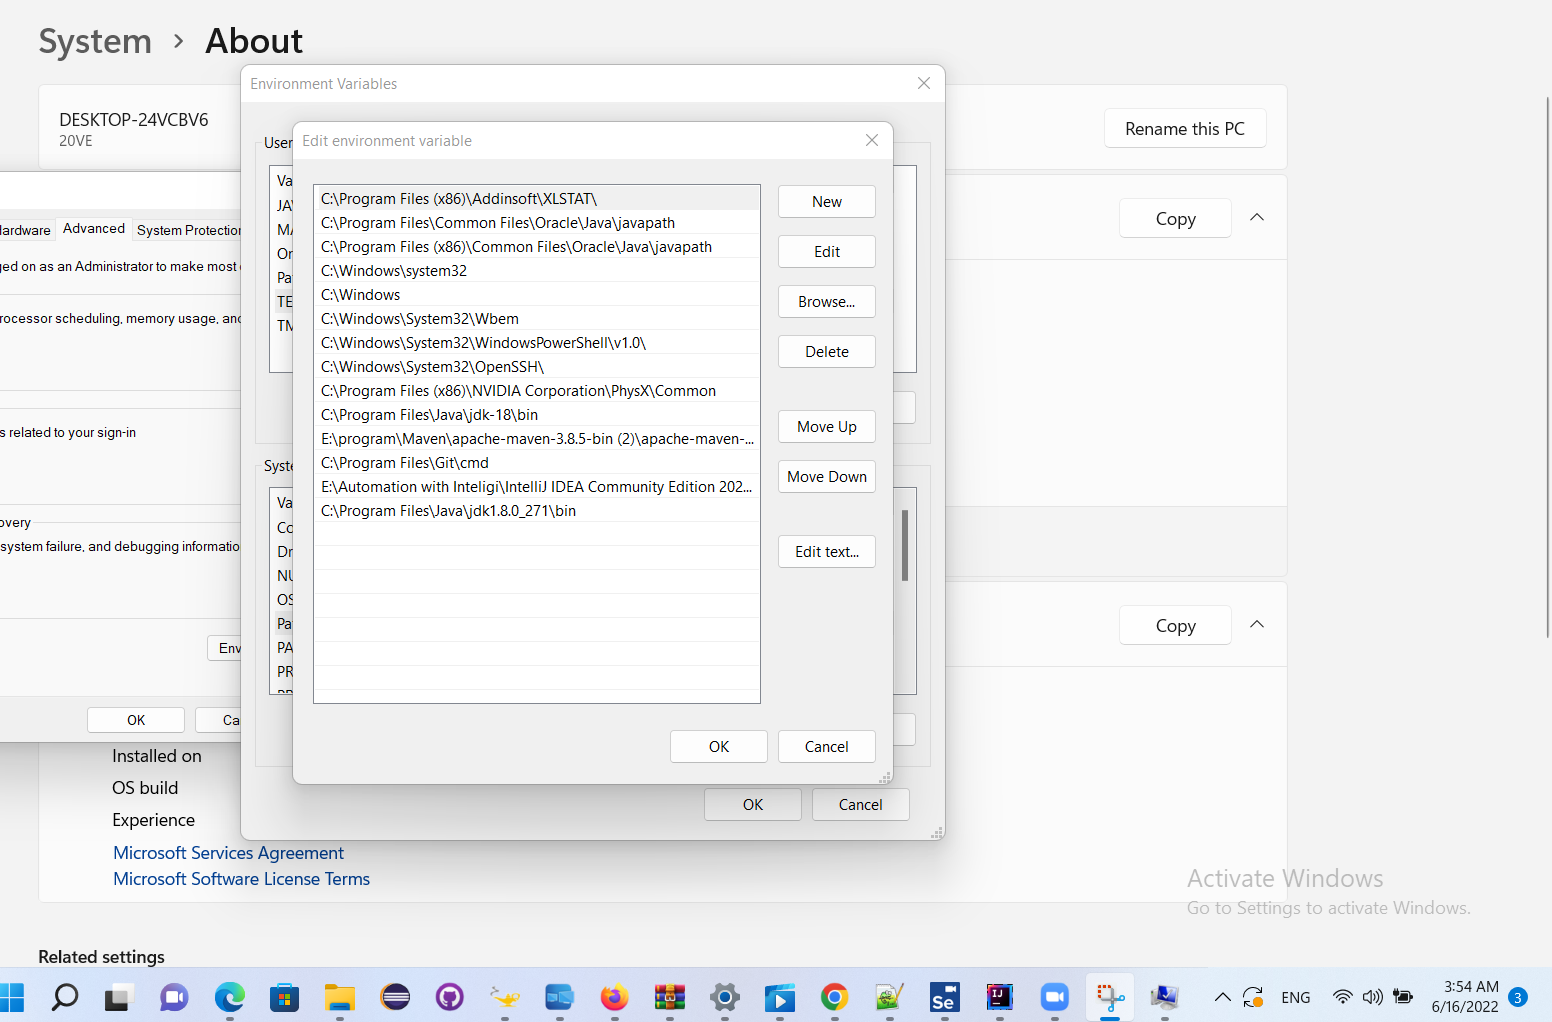 System › About
DESKTOP-24VCBV6
20VE
Rename this PC
Copy
Hardware Advanced System Protection
ged on as an Administrator to make most
rocessor scheduling, memory usage, and
s related to your sign-in
overy
system failure, and debugging informatio
Env
OK
Ca
Environment Variables
User
Va
JA
MA
On
Pa
TE
TM
Syste
Va
Co
Dr
NU
OS
Pa
PA
PR
Edit environment variable
C:\Program Files (x86)\Addinsoft\XLSTAT\
C:\Program Files\Common Files\Oracle\Java\javapath
C:\Program Files (x86)\Common Files\Oracle\Java\javapath
C:\Windows\system32
C:\Windows
C:\Windows\System32\Wbem
C:\Windows\System32\WindowsPowerShell\v1.0\
C:\Windows\System32\OpenSSH\
C:\Program Files (x86)\NVIDIA Corporation\PhysX\Common
C:\Program Files\Java\jdk-18\bin
E:\program\Maven\apache-maven-3.8.5-bin (2)\apache-maven-...
C:\Program Files\Git\cmd
E:\Automation with Inteligi\IntelliJ IDEA Community Edition 202...
C:\Program Files\Java\jdk1.8.0_271\bin
New
Edit
Browse...
Delete
Move Up
Move Down
Edit text...
OK Cancel
OK Cancel
Copy
Installed on
OS build
Experience
Microsoft Services Agreement
Microsoft Software License Terms
Activate Windows
Go to Settings to activate Windows.
Related settings
Se
IJ
ENG
3:54 AM
6/16/2022
3